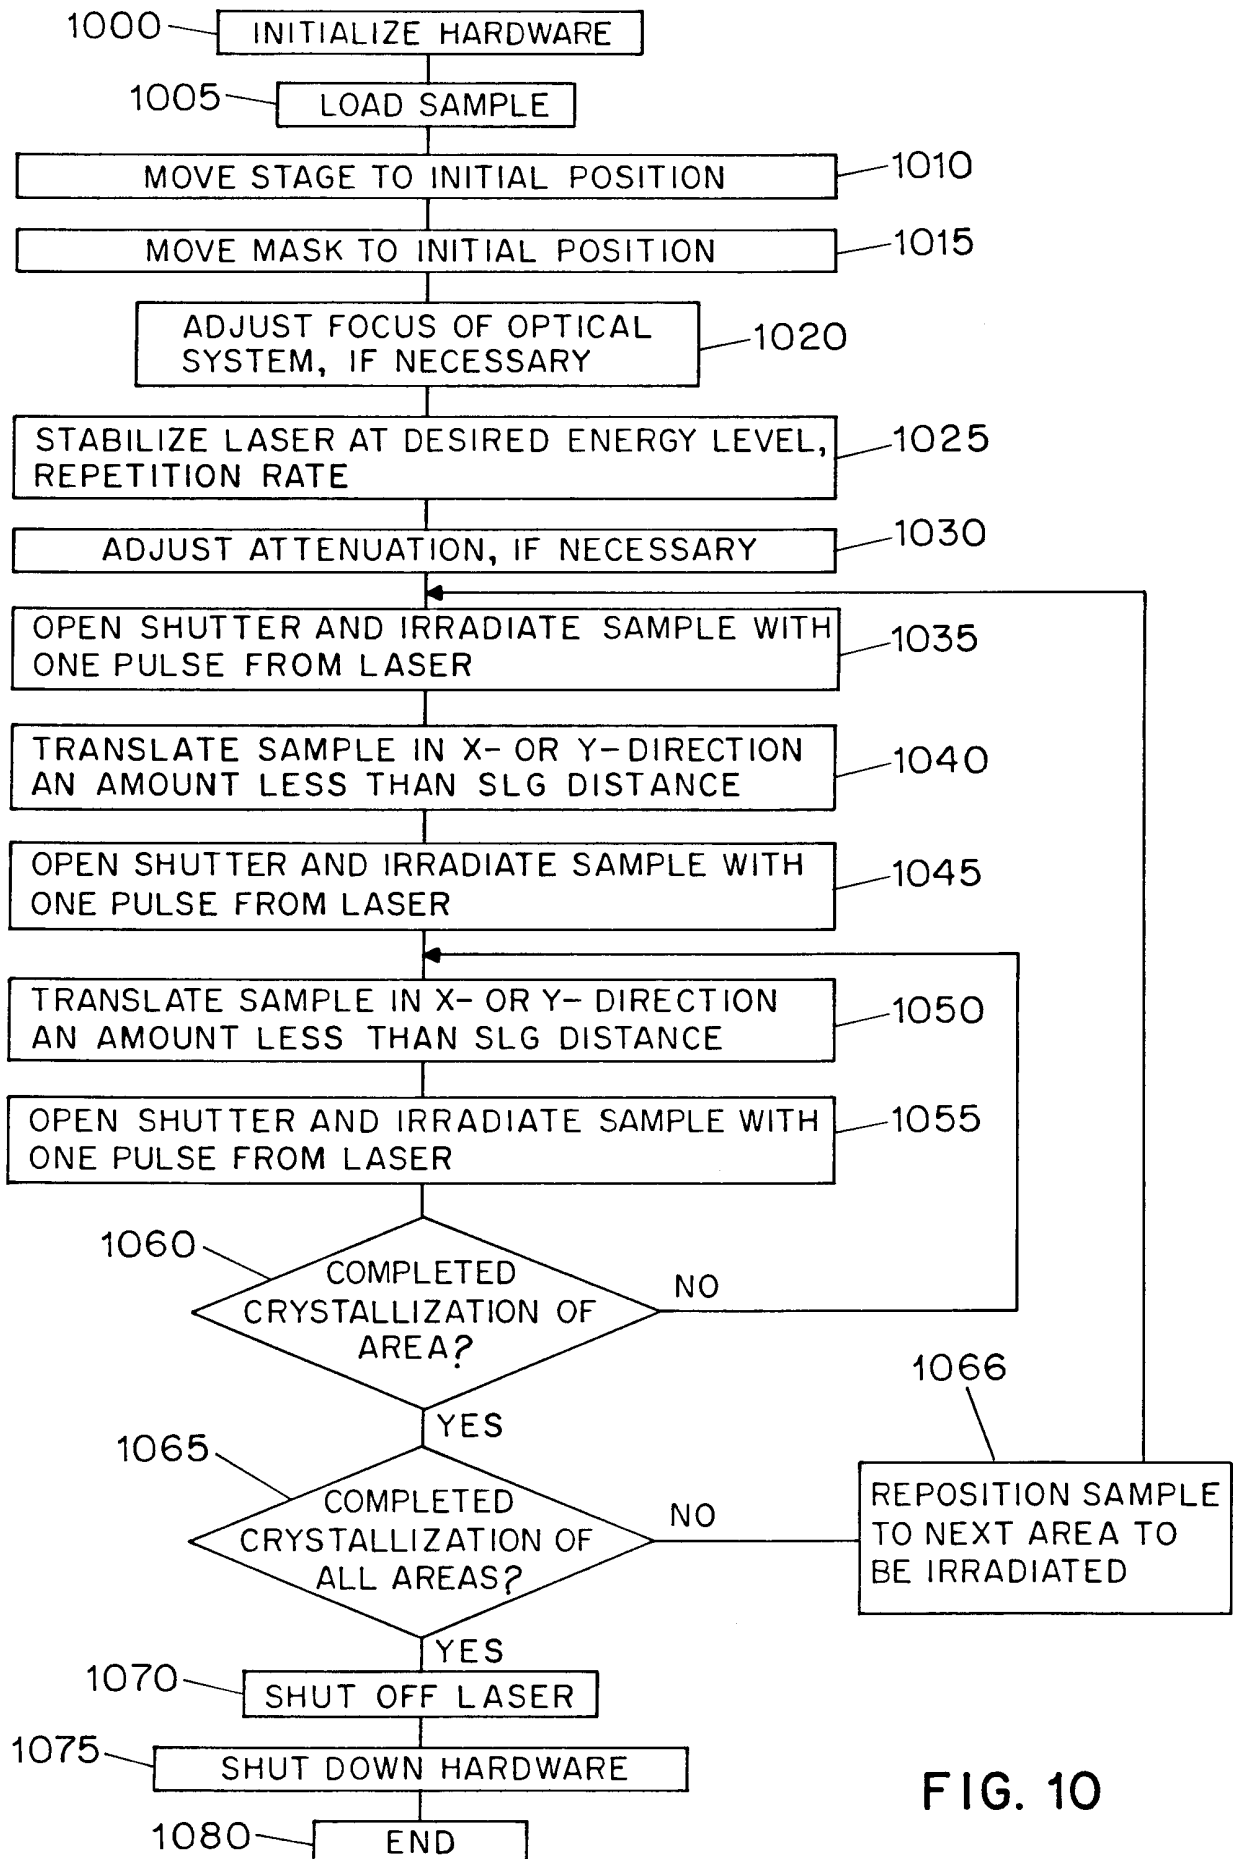 1000
INITIALIZE HARDWARE
1005
LOAD SAMPLE
MOVE STAGE TO INITIAL POSITION
1010
MOVE MASK TO INITIAL POSITION
1015
ADJUST FOCUS OF OPTICAL
SYSTEM, IF NECESSARY
1020
STABILIZE LASER AT DESIRED ENERGY LEVEL,
REPETITION RATE
1025
ADJUST ATTENUATION, IF NECESSARY
1030
OPEN SHUTTER AND IRRADIATE SAMPLE WITH
ONE PULSE FROM LASER
1035
TRANSLATE SAMPLE IN X- OR Y-DIRECTION
AN AMOUNT LESS THAN SLG DISTANCE
1040
OPEN SHUTTER AND IRRADIATE SAMPLE WITH
ONE PULSE FROM LASER
1045
TRANSLATE SAMPLE IN X- OR Y- DIRECTION
AN AMOUNT LESS THAN SLG DISTANCE
1050
OPEN SHUTTER AND IRRADIATE SAMPLE WITH
ONE PULSE FROM LASER
1055
1060
COMPLETED
CRYSTALLIZATION OF
AREA?
NO
YES
1065
COMPLETED
CRYSTALLIZATION OF
ALL AREAS?
NO
1066
REPOSITION SAMPLE
TO NEXT AREA TO
BE IRRADIATED
YES
1070
SHUT OFF LASER
1075
SHUT DOWN HARDWARE
1080
END
FIG. 10